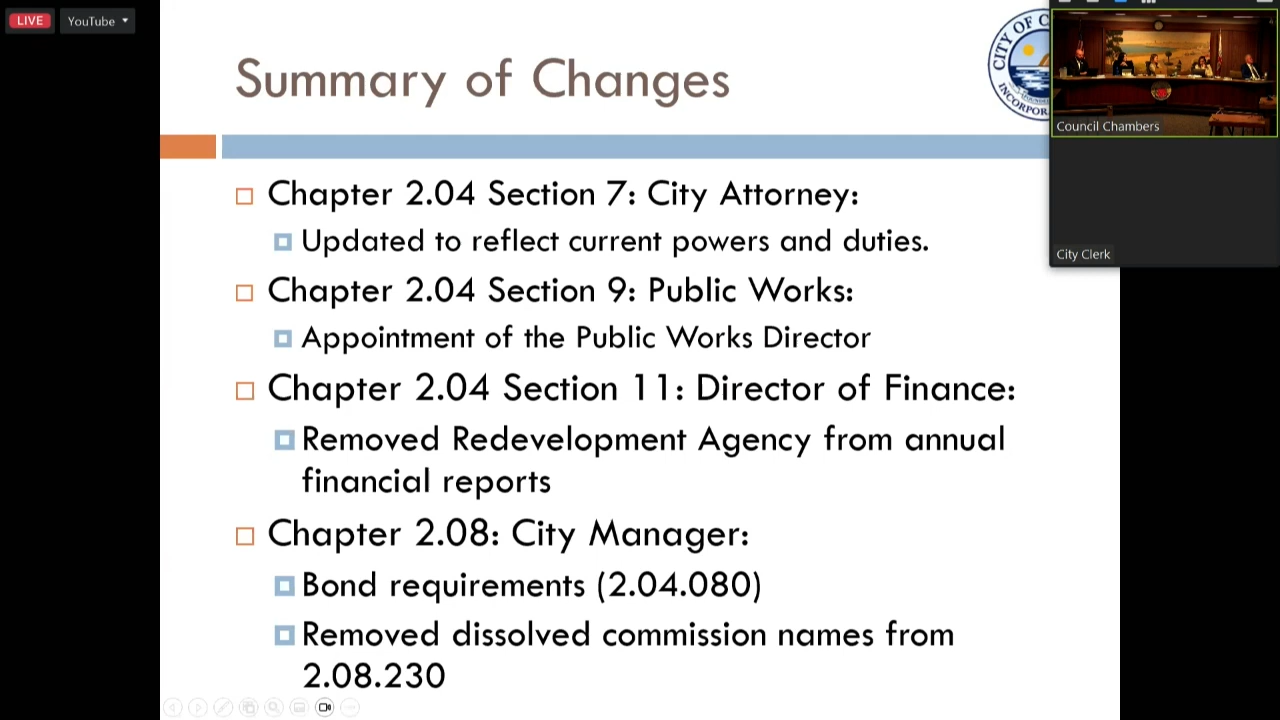 LIVE
YouTube
Summary of Changes
CITY OF C
INCORPORA
Council Chambers
City Clerk
Chapter 2.04 Section 7: City Attorney:
Updated to reflect current powers and duties.
Chapter 2.04 Section 9: Public Works:
Appointment of the Public Works Director
Chapter 2.04 Section 11: Director of Finance:
Removed Redevelopment Agency from annual
financial reports
Chapter 2.08: City Manager:
Bond requirements (2.04.080)
Removed dissolved commission names from
2.08.230